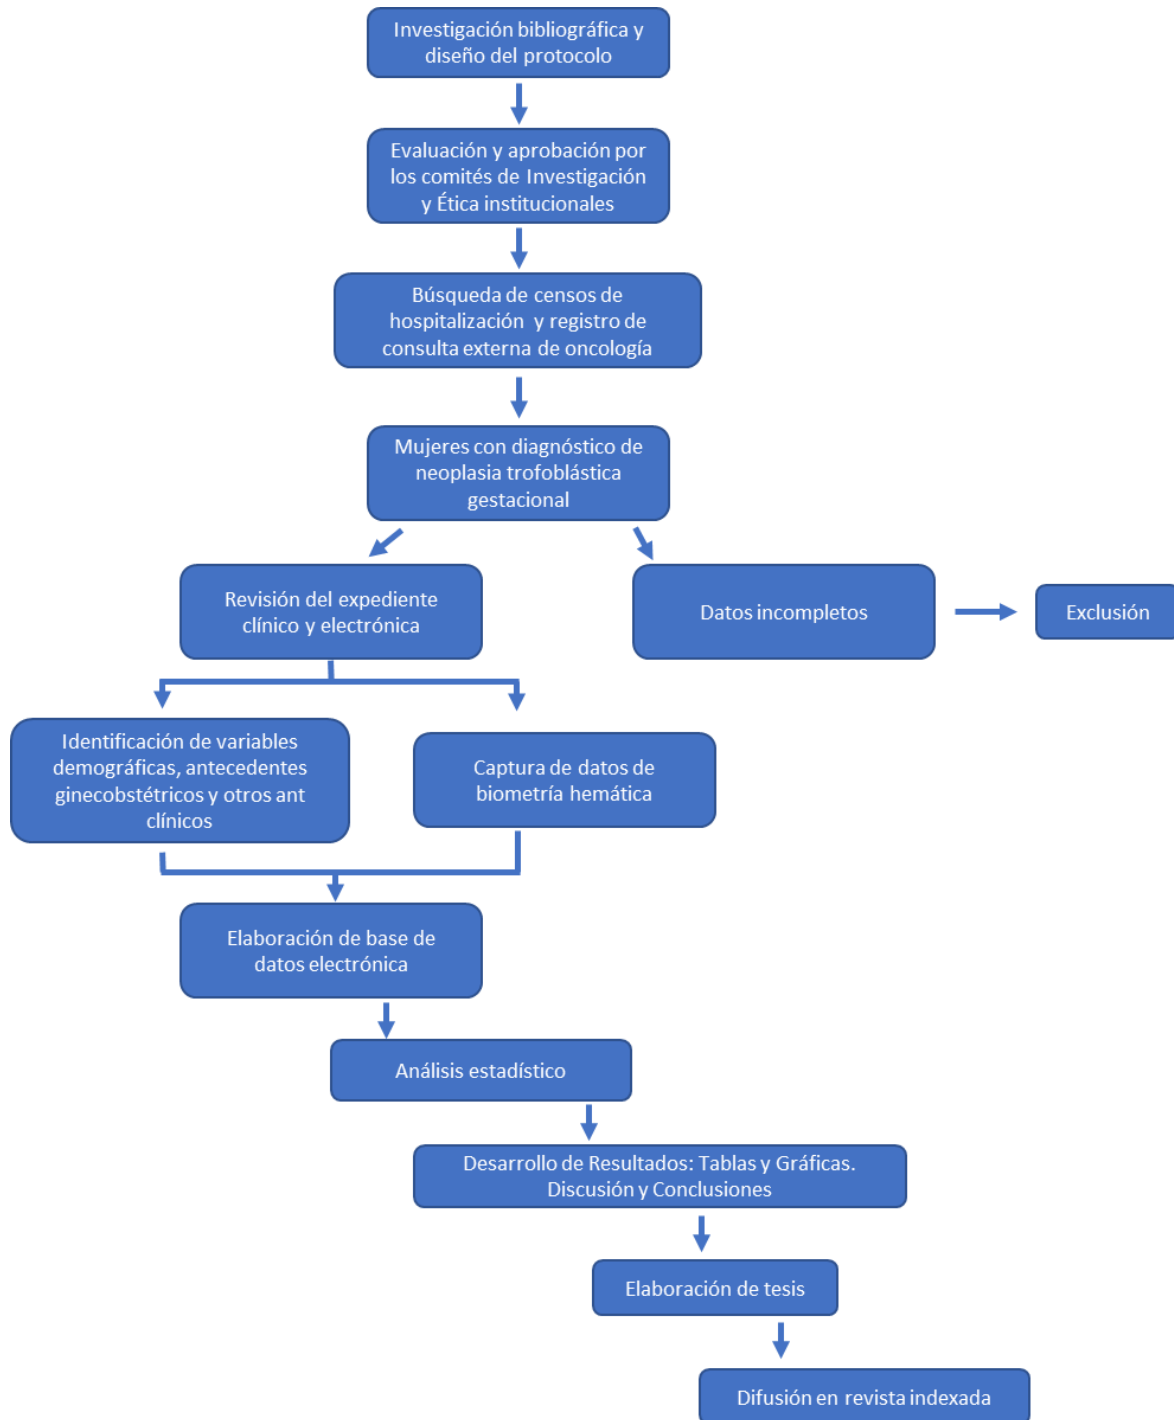 Investigación bibliográfica y
diseño del protocolo
Evaluación y aprobación por
los comités de Investigación
y Ética institucionales
Búsqueda de censos de
hospitalización y registro de
consulta externa de oncología
Mujeres con diagnóstico de
neoplasia trofoblástica
gestacional
Revisión del expediente
clínico y electrónica
Datos incompletos
Exclusión
Identificación de variables
demográficas, antecedentes
ginecobstétricos y otros ant
clínicos
Captura de datos de
biometría hemática
Elaboración de base de
datos electrónica
Análisis estadístico
Desarrollo de Resultados: Tablas y Gráficas.
Discusión y Conclusiones
Elaboración de tesis
Difusión en revista indexada